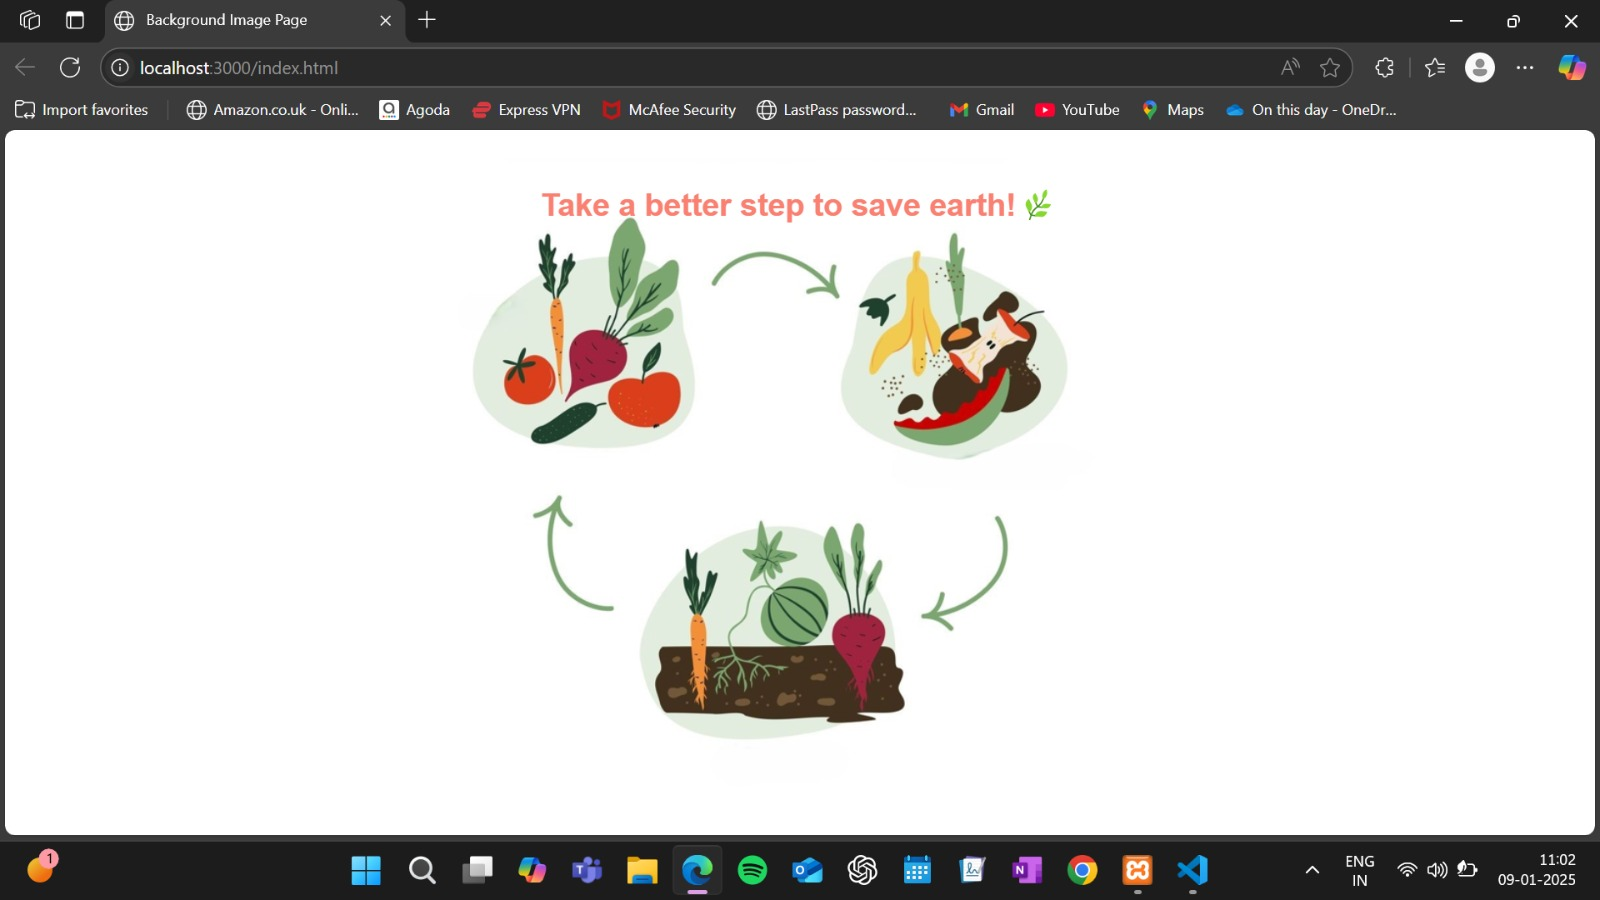 Background Image Page
localhost:3000/index.html
Import favorites
Amazon.co.uk - Onli...
Agoda
Express VPN
McAfee Security
LastPass password...
Gmail
YouTube
Maps
On this day - OneDr...
Take a better step to save earth! 🌿
1
ENG
IN
11:02
09-01-2025